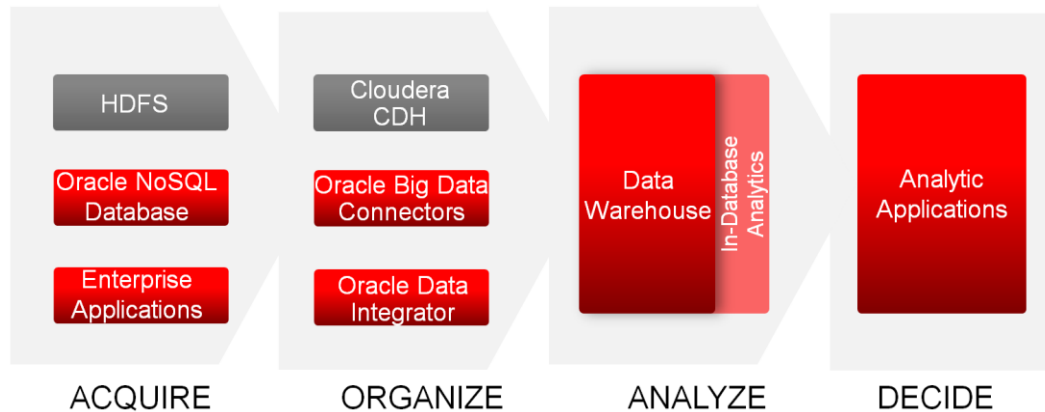 HDFS
Oracle NoSQL
Database
Enterprise
Applications
ACQUIRE
Cloudera
CDH
Oracle Big Data
Connectors
Oracle Data
Integrator
ORGANIZE
Data
Warehouse
In-Database
Analytics
ANALYZE
Analytic
Applications
DECIDE